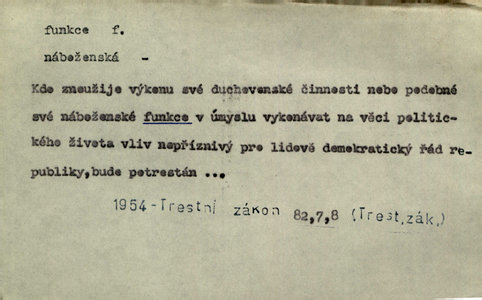 funkce f.
náboženská -
Kdo zneužije výkonu své duchovenské činnosti nebo podobné
své náboženské funkce v úmyslu vykonávat na věci politic-
kého života vliv nepříznivý pro lidově demokratický řád re-
publiky,bude potrestán ...
1954-Trestní zákon 82,7,8 (Trest.zák.)